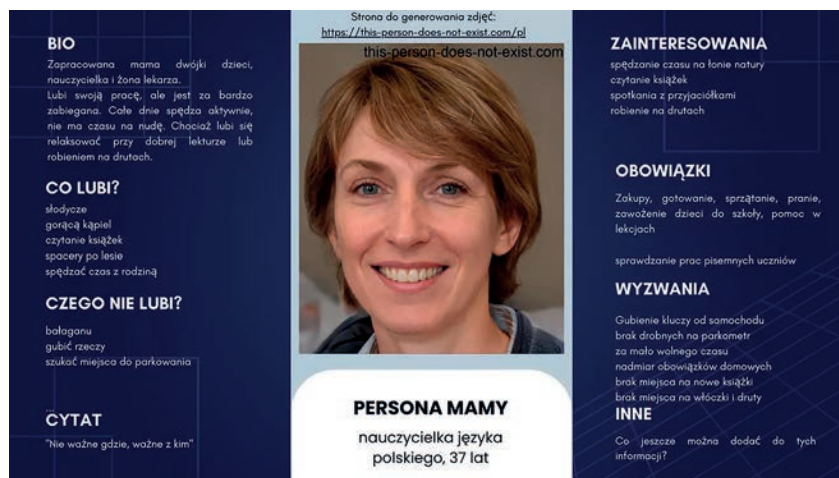 BIO
Zapracowana mama dwójki dzieci,
nauczycielka i żona lekarza.
Lubi swoją pracę, ale jest za bardzo
zabiegana. Całe dnie spędza aktywnie,
nie ma czasu na nudę. Chociaż lubi się
relaksować przy dobrej lekturze lub
robieniem na drutach.
CO LUBI?
słodycze
gorącą kąpiel
czytanie książek
spacery po lesie
spędzać czas z rodziną
CZEGO NIE LUBI?
bałaganu
gubić rzeczy
szukać miejsca do parkowania
...
CYTAT
"Nie ważne gdzie, ważne z kim"
Strona do generowania zdjęć:
https://this-person-does-not-exist.com/pl
this-person-does-not-exist.com
PERSONA MAMY
nauczycielka języka
polskiego, 37 lat
ZAINTERESOWANIA
spędzanie czasu na łonie natury
czytanie książek
spotkania z przyjaciółkami
robienie na drutach
OBOWIĄZKI
Zakupy, gotowanie, sprzątanie, pranie,
zawożenie dzieci do szkoły, pomoc w
lekcjach
sprawdzanie prac pisemnych uczniów
WYZWANIA
Gubienie kluczy od samochodu
brak drobnych na parkometr
za mało wolnego czasu
nadmiar obowiązków domowych
brak miejsca na nowe książki
brak miejsca na włóczki i druty
INNE
Co jeszcze można dodać do tych
informacji?